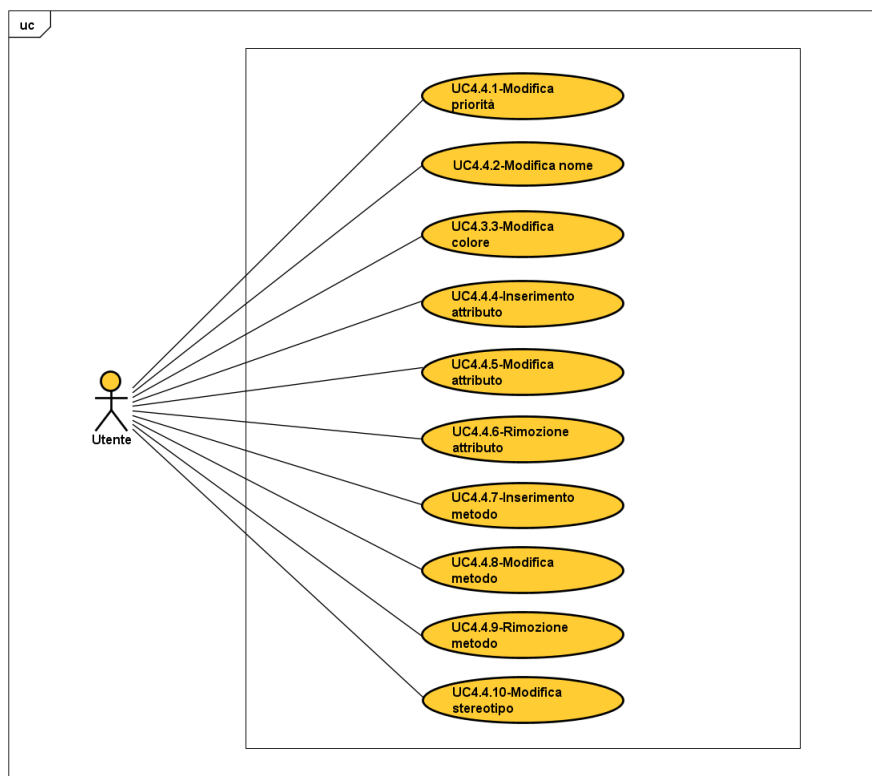 uc
UC4.4.1-Modifica
priorità
UC4.4.2-Modifica nome
UC4.3.3-Modifica
colore
UC4.4.4-Inserimento
attributo
UC4.4.5-Modifica
attributo
Utente
UC4.4.6-Rimozione
attributo
UC4.4.7-Inserimento
metodo
UC4.4.8-Modifica
metodo
UC4.4.9-Rimozione
metodo
UC4.4.10-Modifica
stereotipo